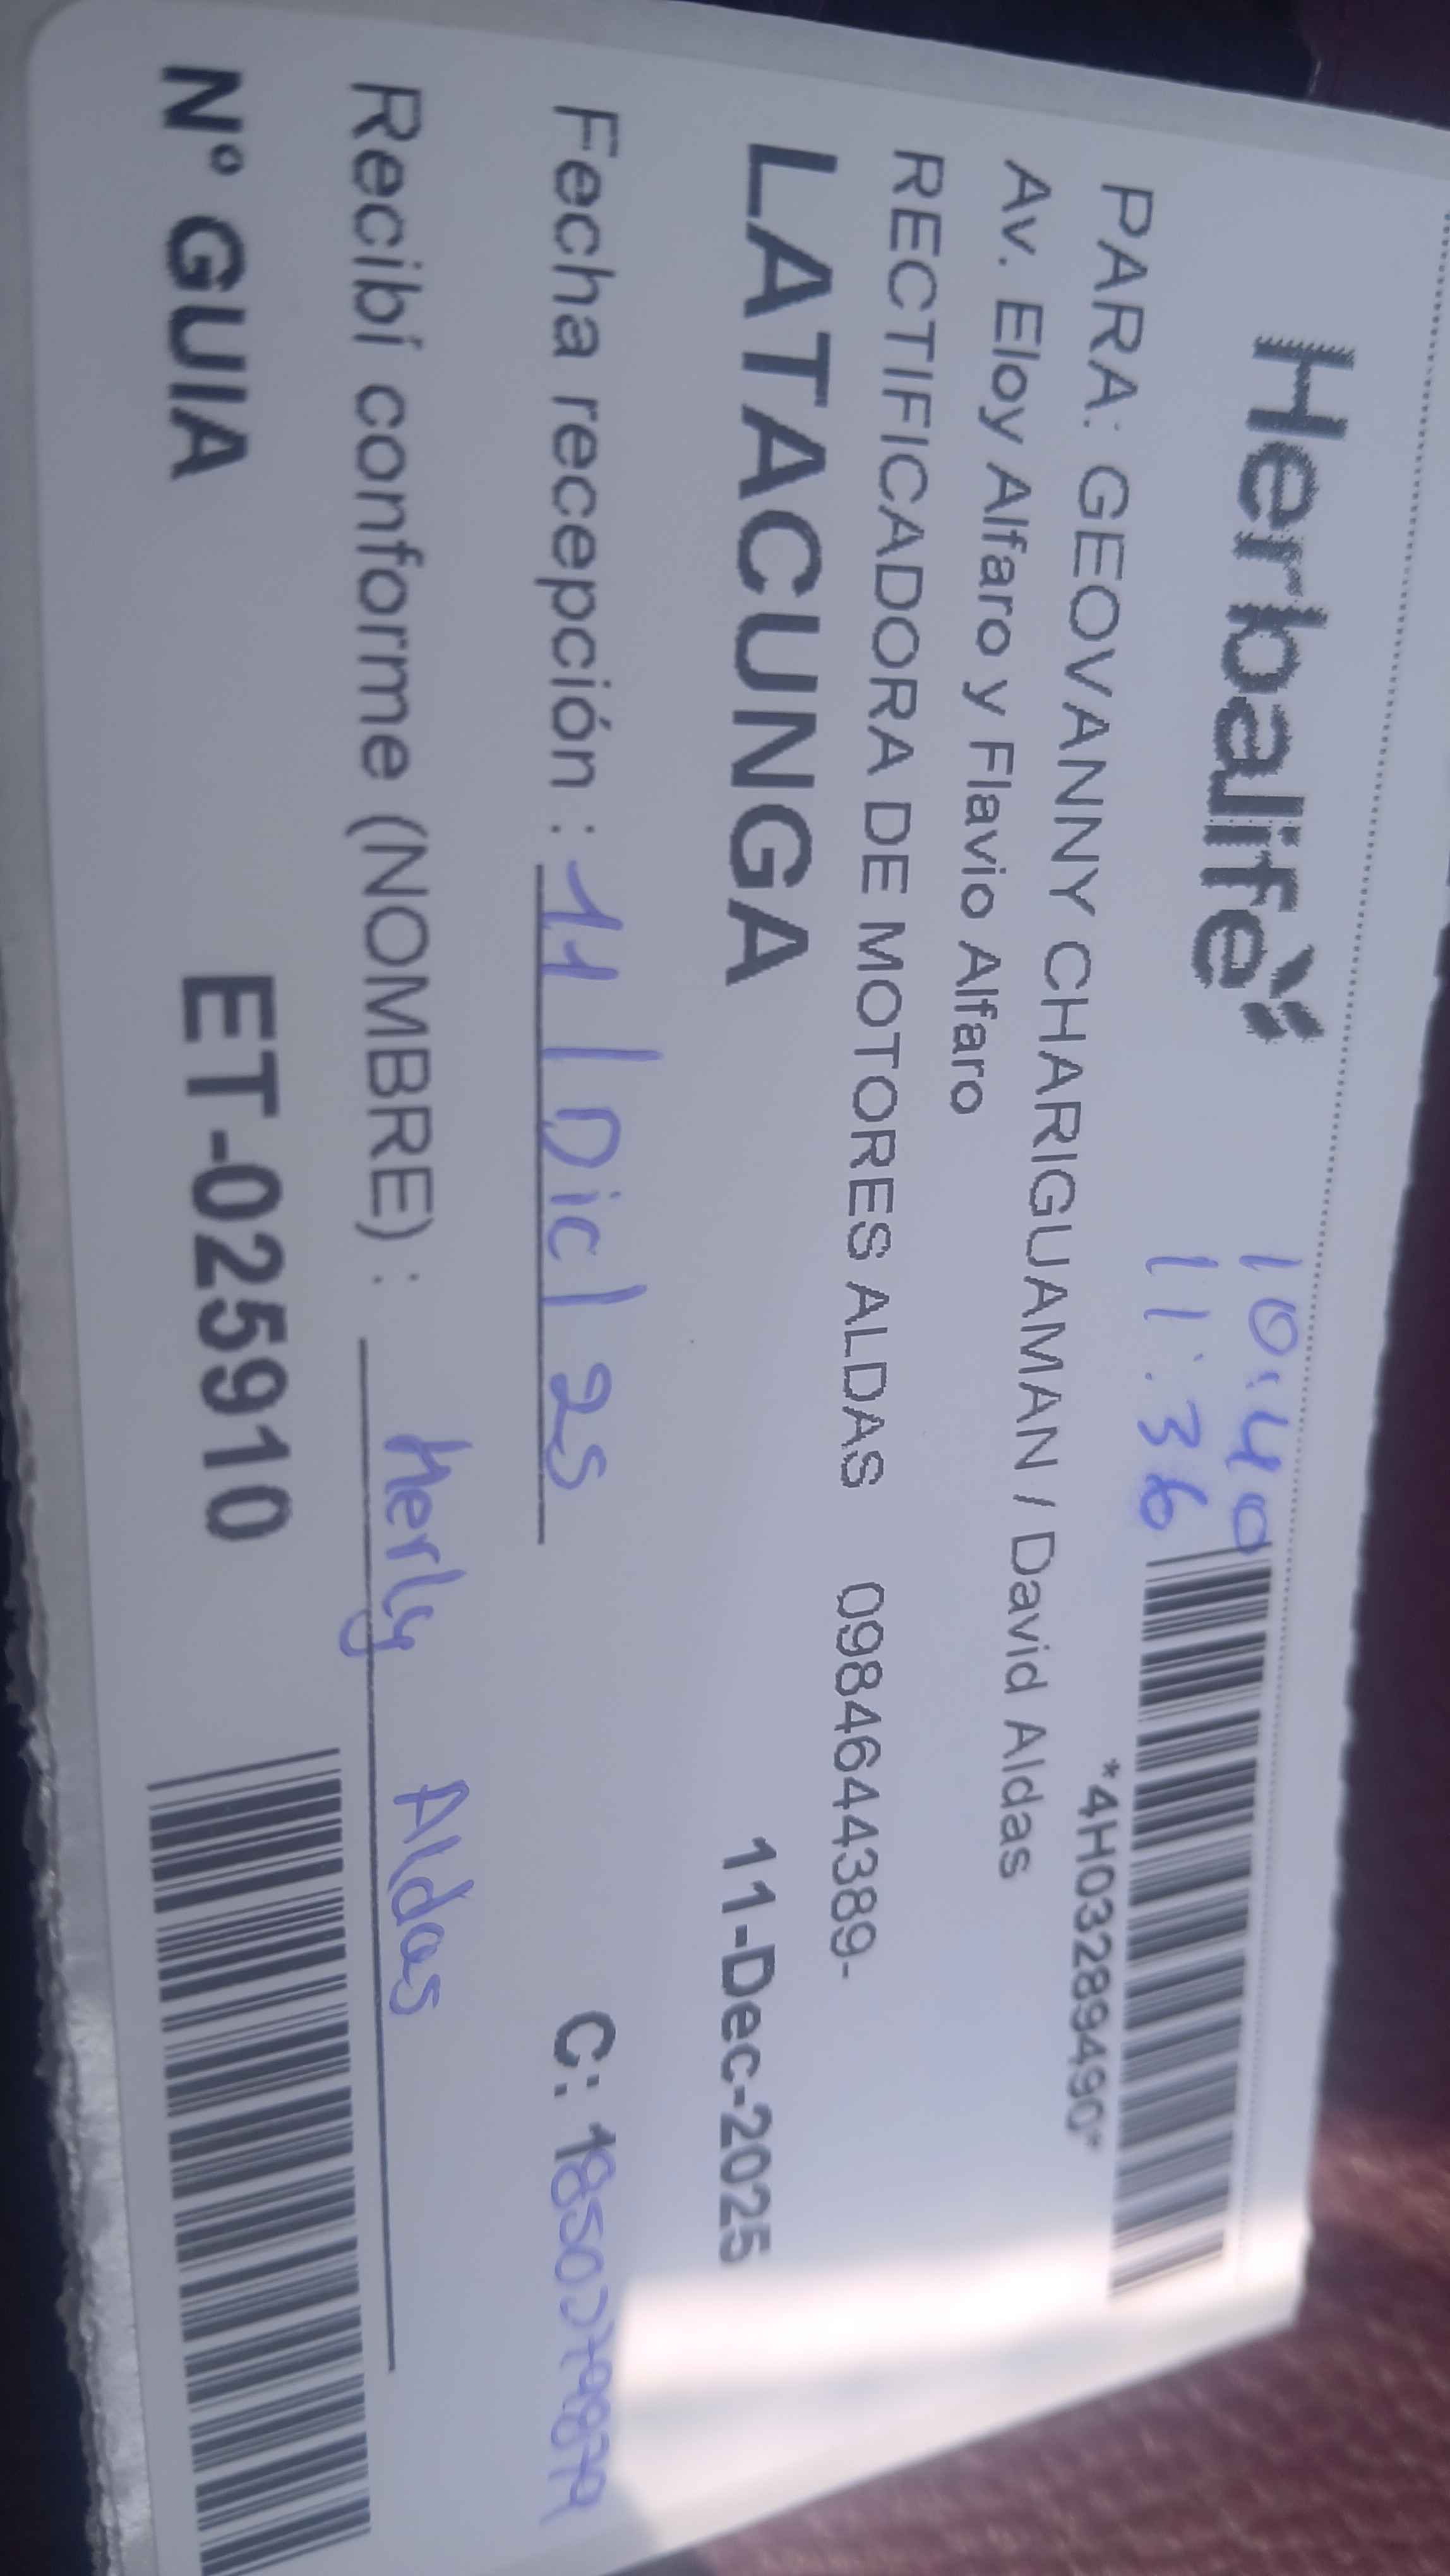 Herbalife
10:40
11:36
*4H03289490*
PARA: GEOVANNY CHARIGUAMAN / David Aldas
Av. Eloy Alfaro y Flavio Alfaro
RECTIFICADORA DE MOTORES ALDAS 0984644389-
LATACUNGA 11-Dec-2025
Fecha recepción : 11 / Dic / 25 C: 1
Recibí conforme (NOMBRE) : Herly Aldas
N° GUIA ET-025910